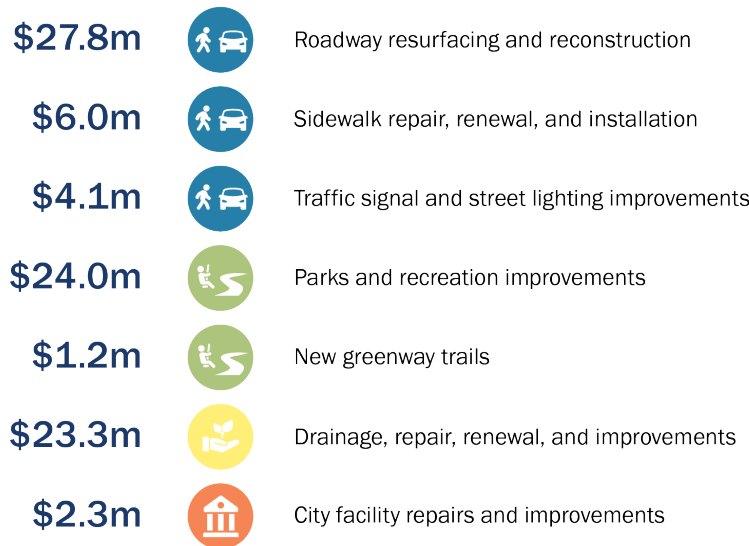 $27.8m Roadway resurfacing and reconstruction
$6.0m Sidewalk repair, renewal, and installation
$4.1m Traffic signal and street lighting improvements
$24.0m Parks and recreation improvements
$1.2m New greenway trails
$23.3m Drainage, repair, renewal, and improvements
$2.3m City facility repairs and improvements